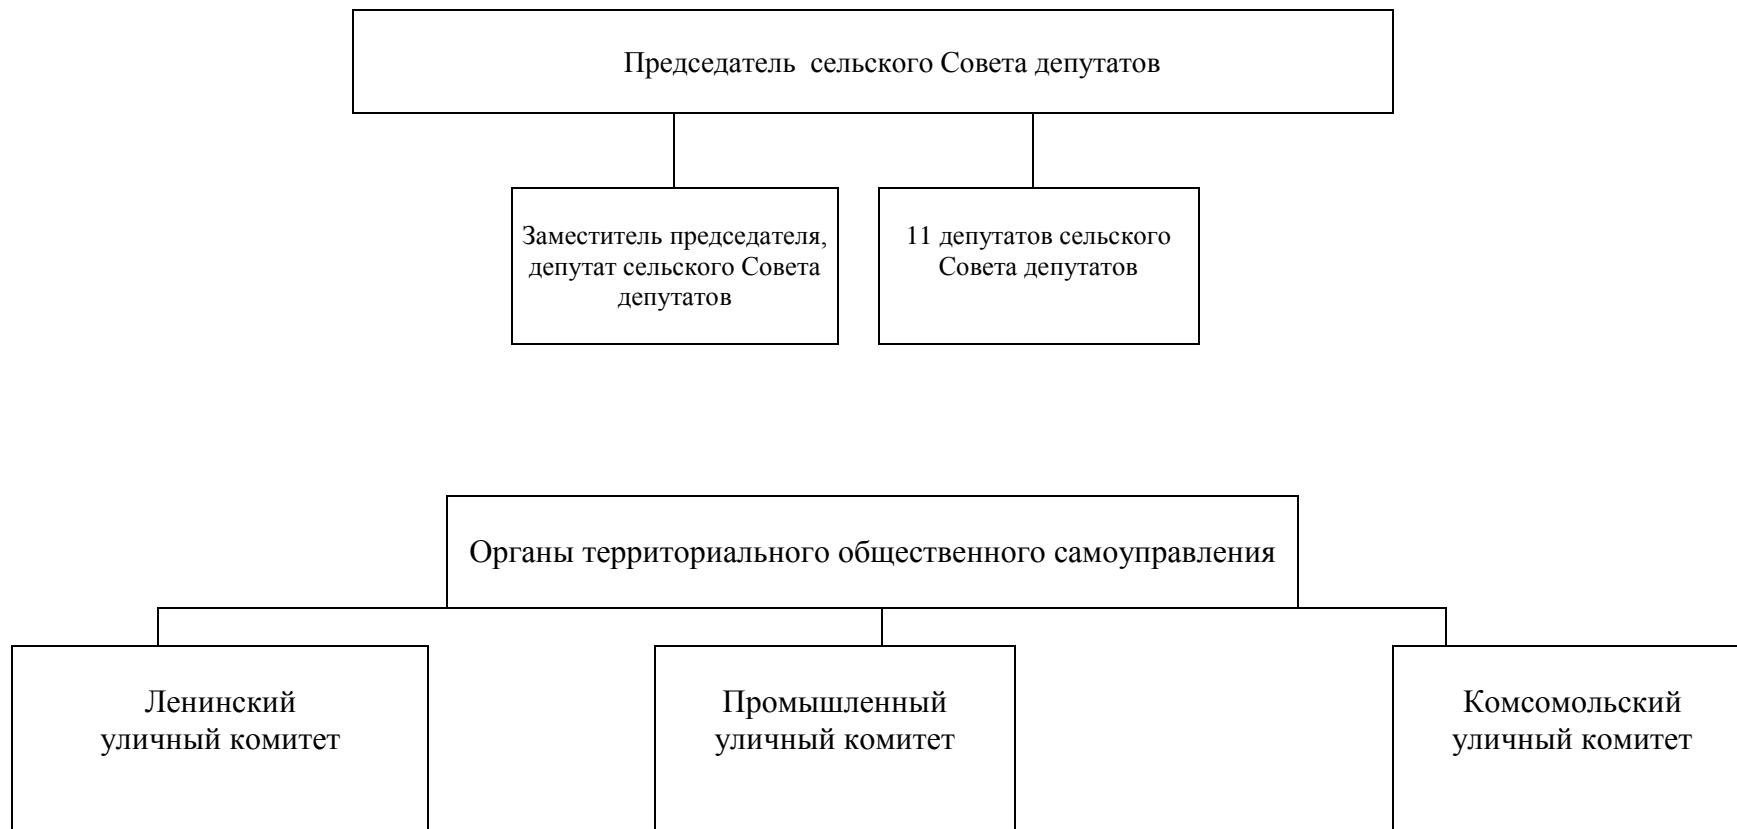 Председатель сельского Совета депутатов
Заместитель председателя,
депутат сельского Совета
депутатов
11 депутатов сельского
Совета депутатов
Органы территориального общественного самоуправления
Ленинский
уличный комитет
Промышленный
уличный комитет
Комсомольский
уличный комитет